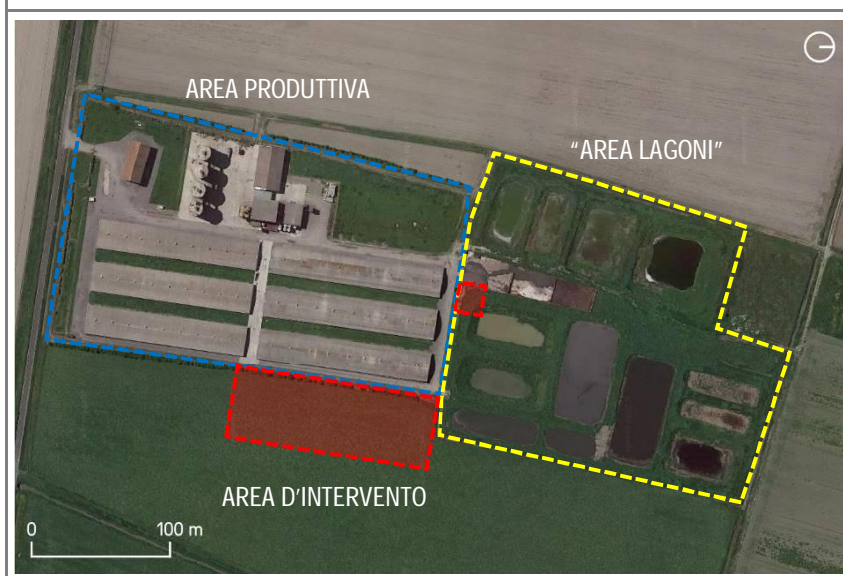 AREA PRODUTTIVA
"AREA LAGONI"
AREA D'INTERVENTO
0 100 m